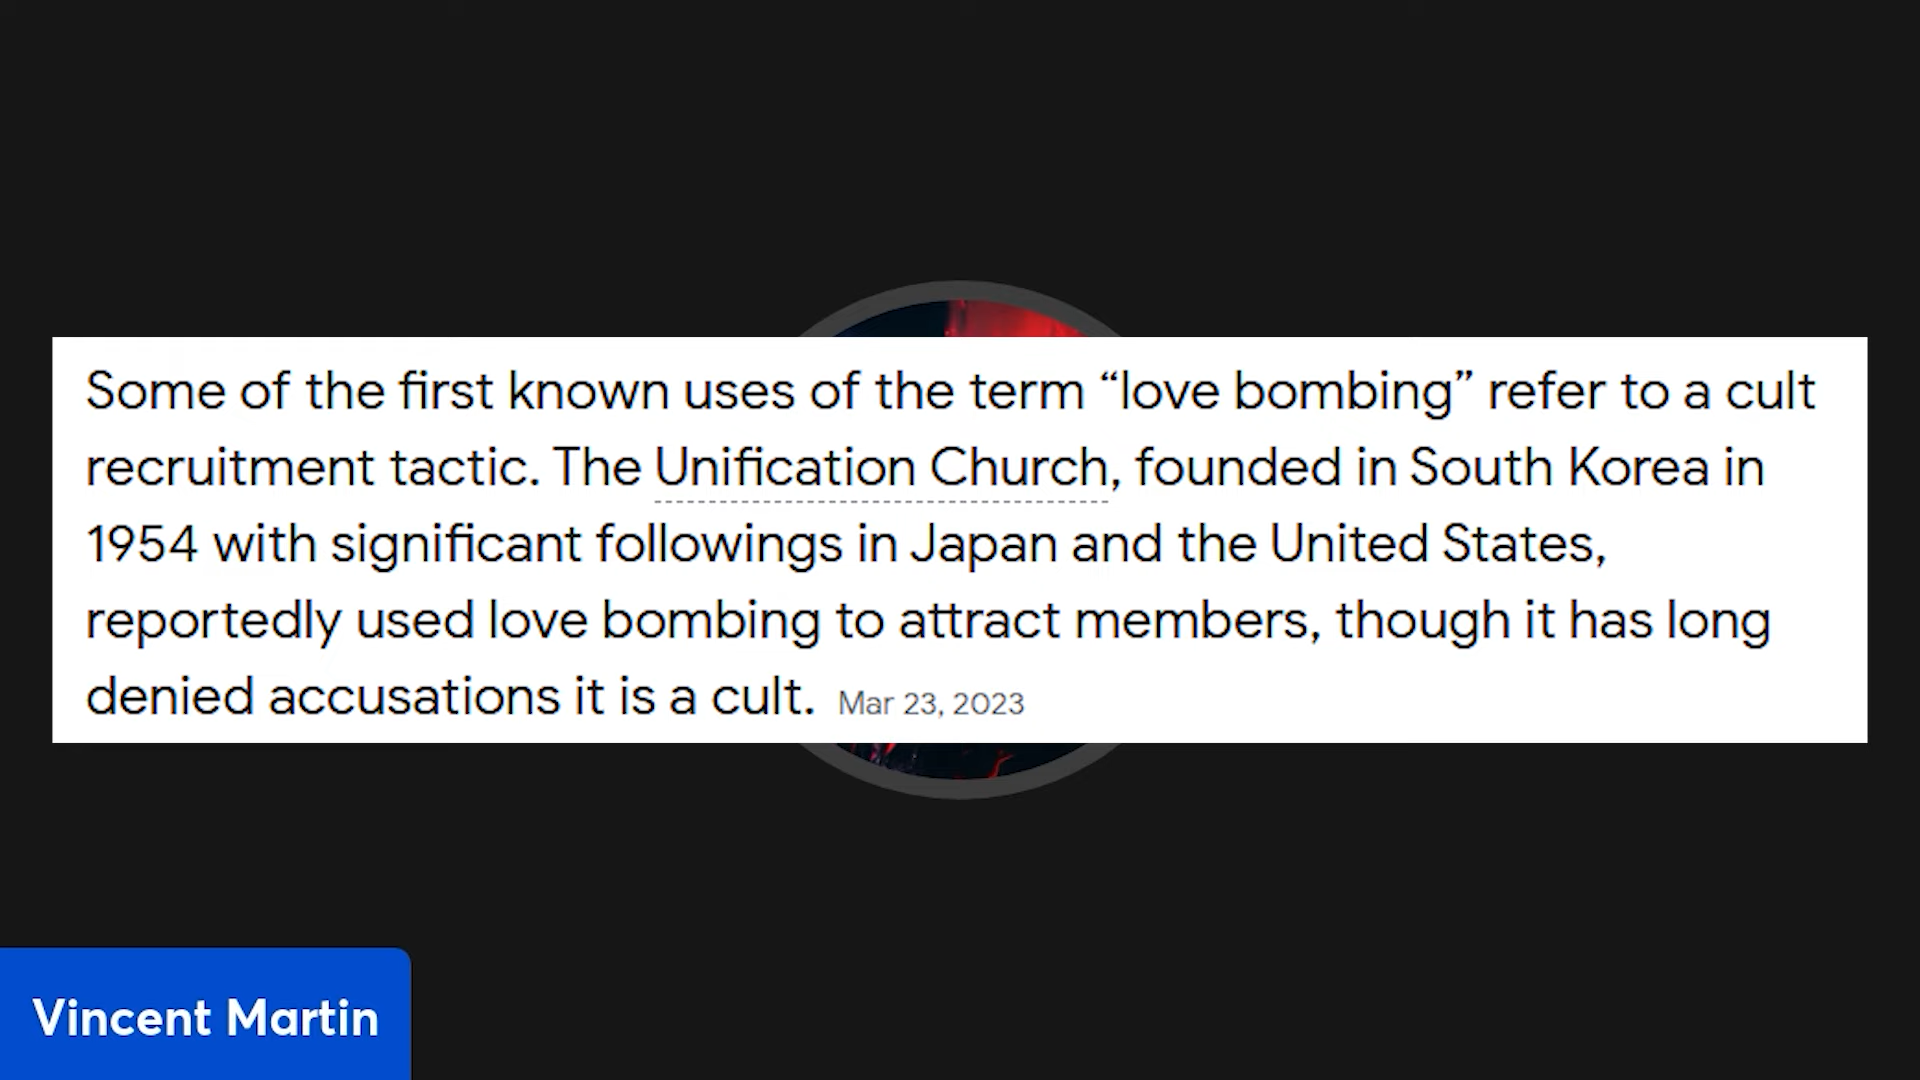 Some of the first known uses of the term “love bombing” refer to a cult
recruitment tactic. The Unification Church, founded in South Korea in
1954 with significant followings in Japan and the United States,
reportedly used love bombing to attract members, though it has long
denied accusations it is a cult. Mar 23, 2023
Vincent Martin